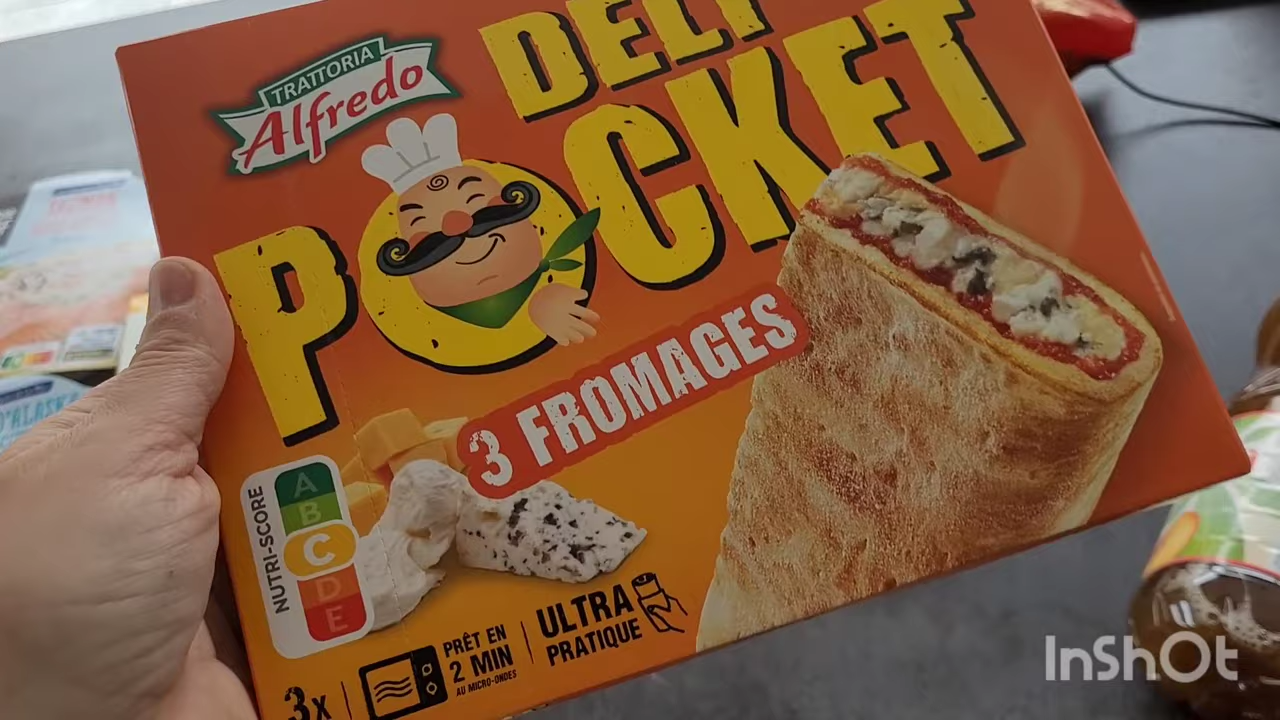 TRATTORIA
Alfredo
DELI
POCKET
3 FROMAGES
NUTRI-SCORE
A
B
C
D
E
3x
PRÊT EN
2 MIN
AU MICRO-ONDES
ULTRA
PRATIQUE
D'ALASKA
InShOt